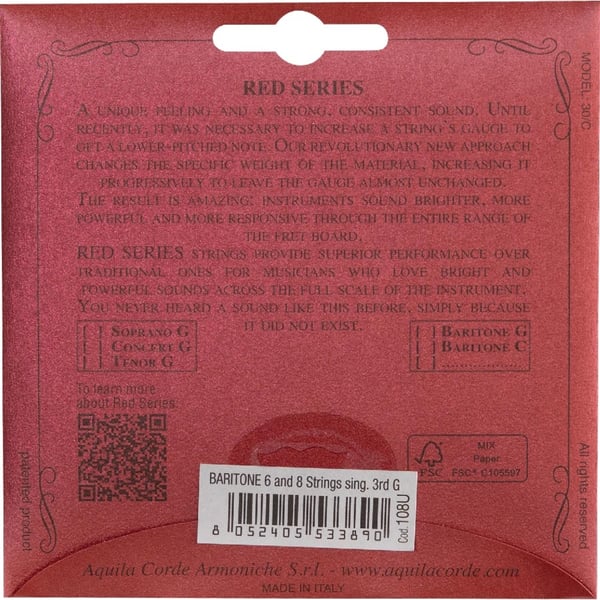 RED SERIES
A UNIQUE FEELING AND A STRONG, CONSISTENT SOUND. UNTIL
RECENTLY, IT WAS NECESSARY TO INCREASE A STRING'S GAUGE TO
GET A LOWER-PITCHED NOTE. OUR REVOLUTIONARY NEW APPROACH
CHANGES THE SPECIFIC WEIGHT OF THE MATERIAL, INCREASING IT
PROGRESSIVELY TO LEAVE THE GAUGE ALMOST UNCHANGED.
THE RESULT IS AMAZING: INSTRUMENTS SOUND BRIGHTER, MORE
POWERFUL AND MORE RESPONSIVE THROUGH THE ENTIRE RANGE OF
THE FRET BOARD.
RED SERIES STRINGS PROVIDE SUPERIOR PERFORMANCE OVER
TRADITIONAL ONES FOR MUSICIANS WHO LOVE BRIGHT AND
POWERFUL SOUNDS ACROSS THE FULL SCALE OF THE INSTRUMENT.
YOU NEVER HEARD A SOUND LIKE THIS BEFORE, SIMPLY BECAUSE
IT DID NOT EXIST.
[ ] SOPRANO G
[ ] CONCERT G
[ ] TENOR G
[ ] BARITONE G
[ ] BARITONE C
[ ] ....................
To learn more
about Red Series
MIX
Paper
FSC
FSC® C105597
BARITONE 6 and 8 Strings sing. 3rd G
8 052405 533890
Cod. 108U
patented product
All rights reserved
Aquila Corde Armoniche S.r.l. - www.aquilacorde.com
MADE IN ITALY